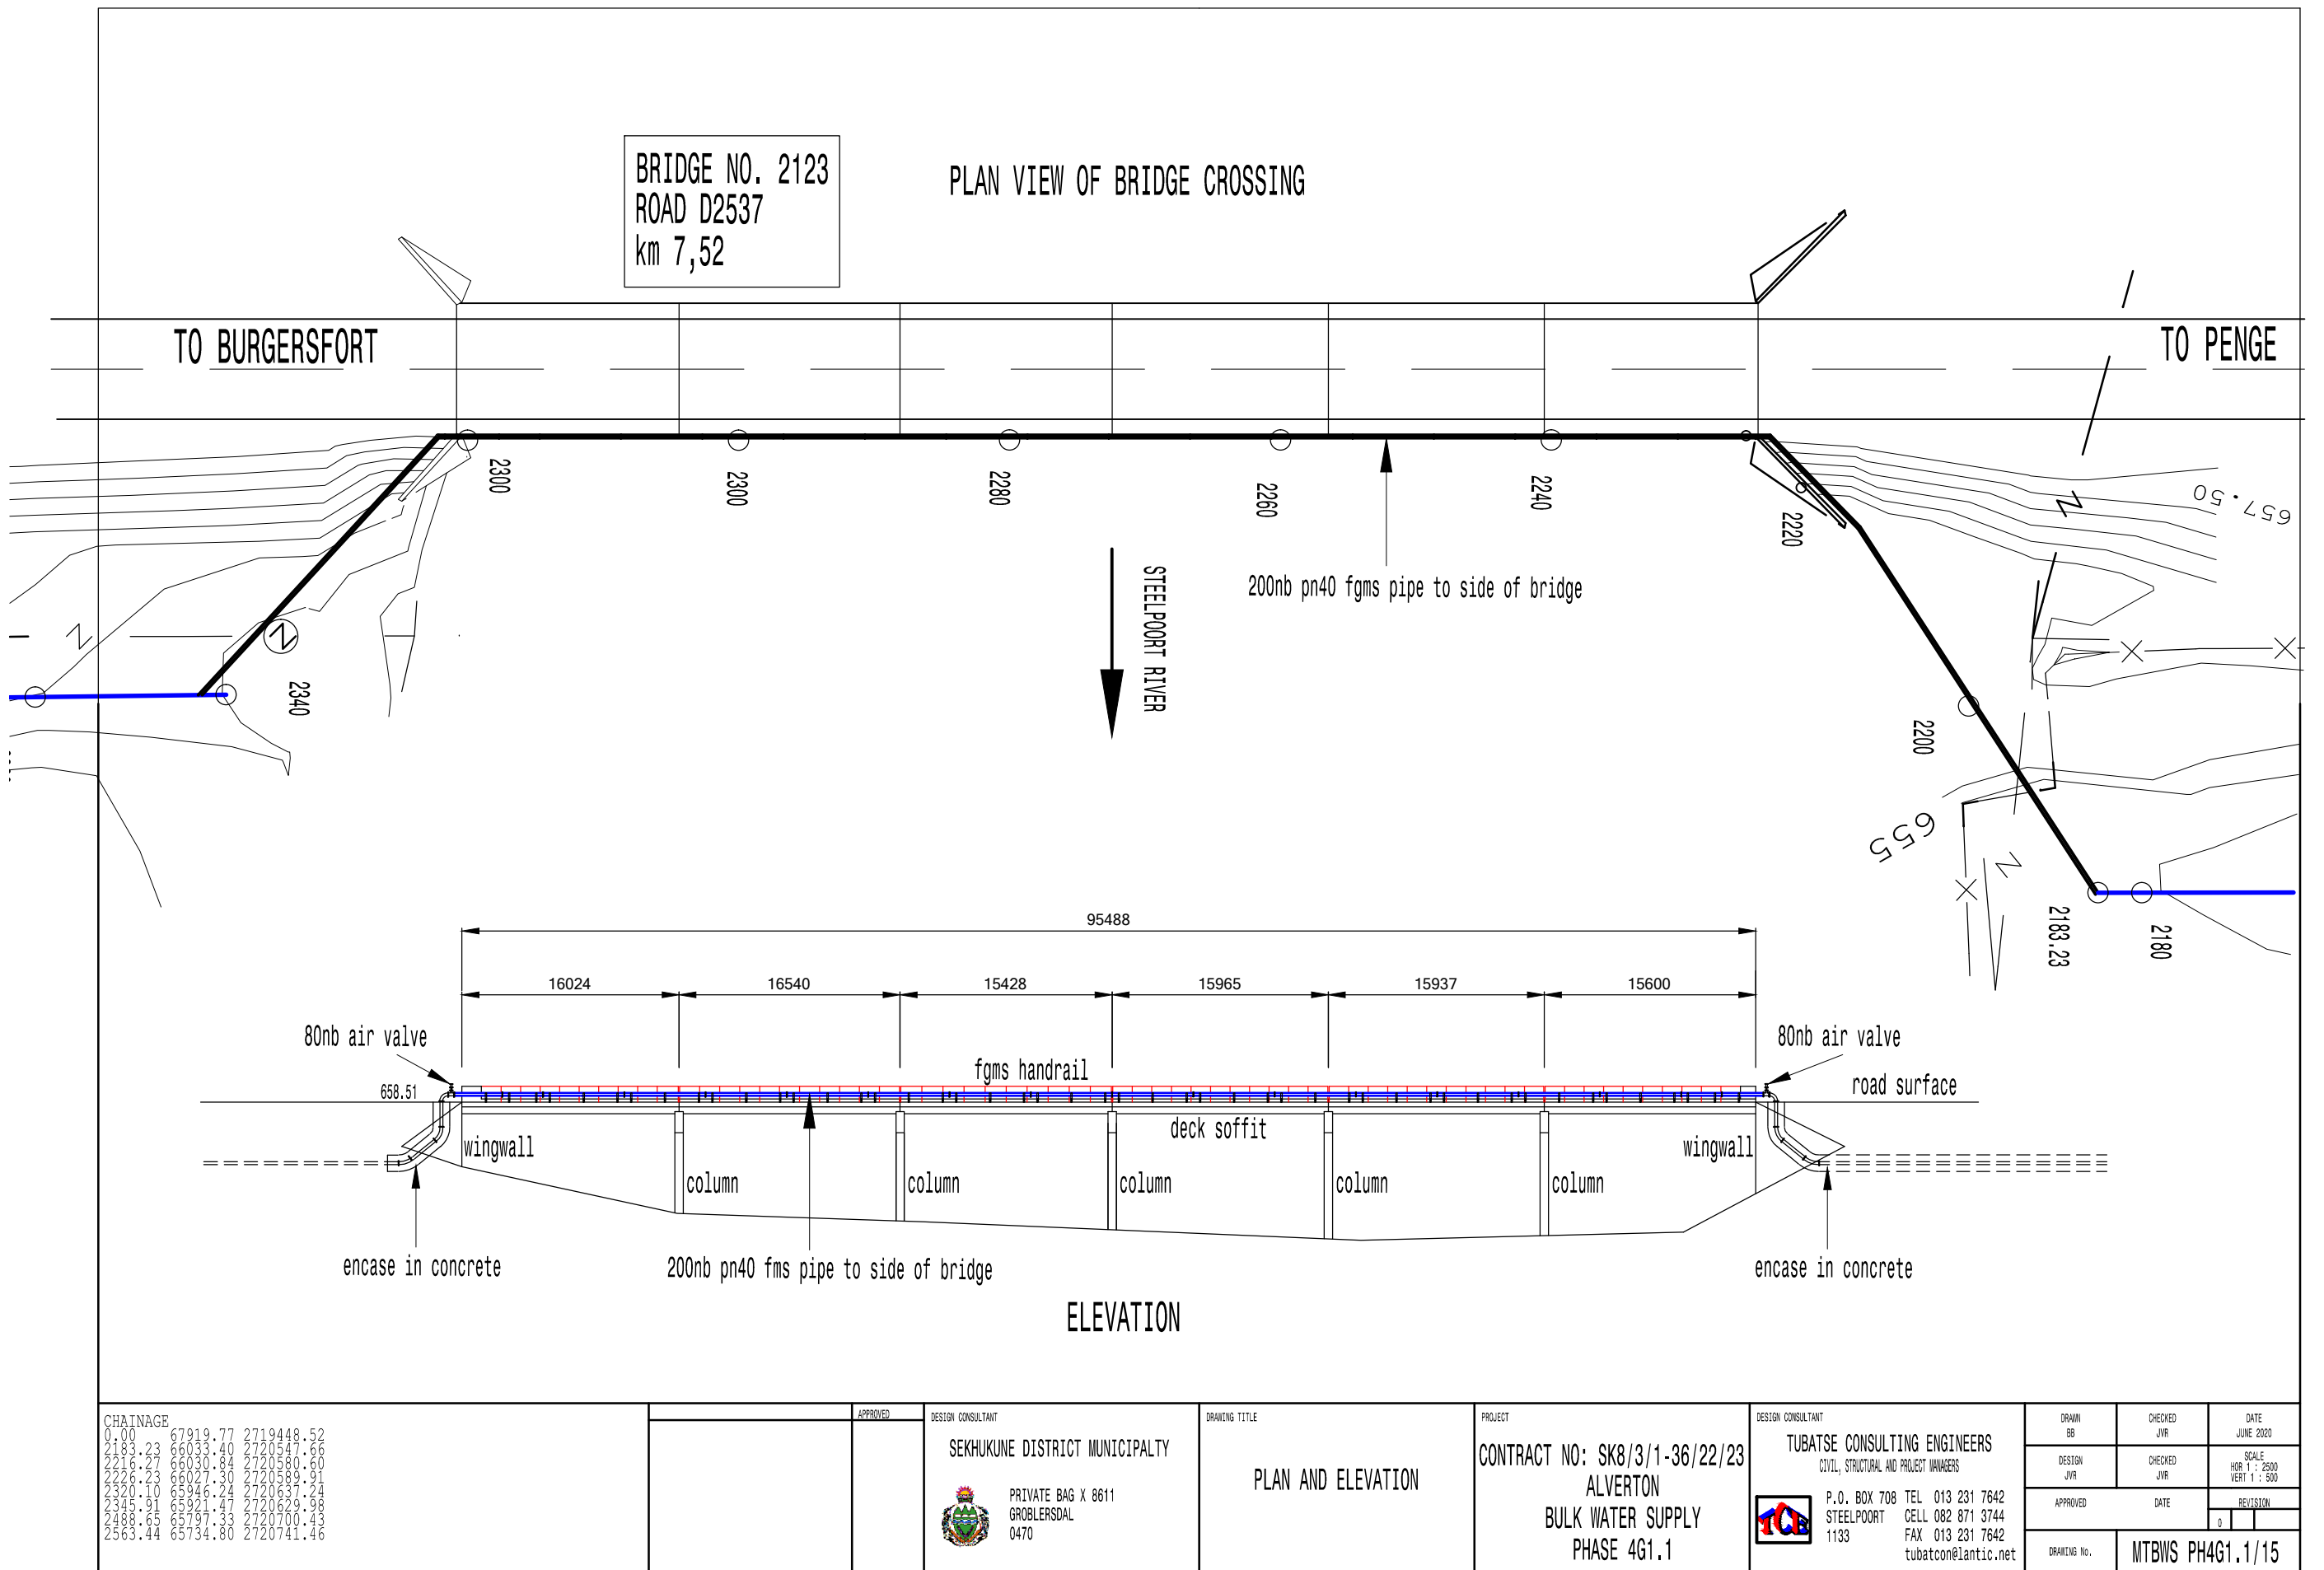 BRIDGE NO. 2123
ROAD D2537
km 7,52
PLAN VIEW OF BRIDGE CROSSING
TO BURGERSFORT
TO PENGE
2300
2300
2280
2260
2240
2220
657.50
200nb pn40 fgms pipe to side of bridge
STEELPOORT RIVER
N
N
N
2340
2200
655
N
2183.23
2180
95488
16024
16540
15428
15965
15937
15600
80nb air valve
80nb air valve
fgms handrail
658.51
road surface
deck soffit
wingwall
wingwall
column
column
column
column
column
encase in concrete
200nb pn40 fms pipe to side of bridge
encase in concrete
ELEVATION
CHAINAGE
0.00 67919.77 2719448.52
2183.23 66033.40 2720547.66
2216.27 66030.84 2720580.60
2226.23 66027.30 2720589.91
2320.10 65946.24 2720637.24
2345.91 65921.47 2720629.98
2488.65 65797.33 2720700.43
2563.44 65734.80 2720741.46
APPROVED
DESIGN CONSULTANT
SEKHUKUNE DISTRICT MUNICIPALTY
PRIVATE BAG X 8611
GROBLERSDAL
0470
DRAWING TITLE
PLAN AND ELEVATION
PROJECT
CONTRACT NO: SK8/3/1-36/22/23
ALVERTON
BULK WATER SUPPLY
PHASE 4G1.1
DESIGN CONSULTANT
TUBATSE CONSULTING ENGINEERS
CIVIL, STRUCTURAL AND PROJECT MANAGERS
P.O. BOX 708 TEL 013 231 7642
STEELPOORT CELL 082 871 3744
1133 FAX 013 231 7642
tubatcon@lantic.net
DRAWN
BB
CHECKED
JVR
DATE
JUNE 2020
DESIGN
JVR
CHECKED
JVR
SCALE
HOR 1 : 2500
VERT 1 : 500
APPROVED
DATE
REVISION
0
DRAWING No.
MTBWS PH4G1.1/15